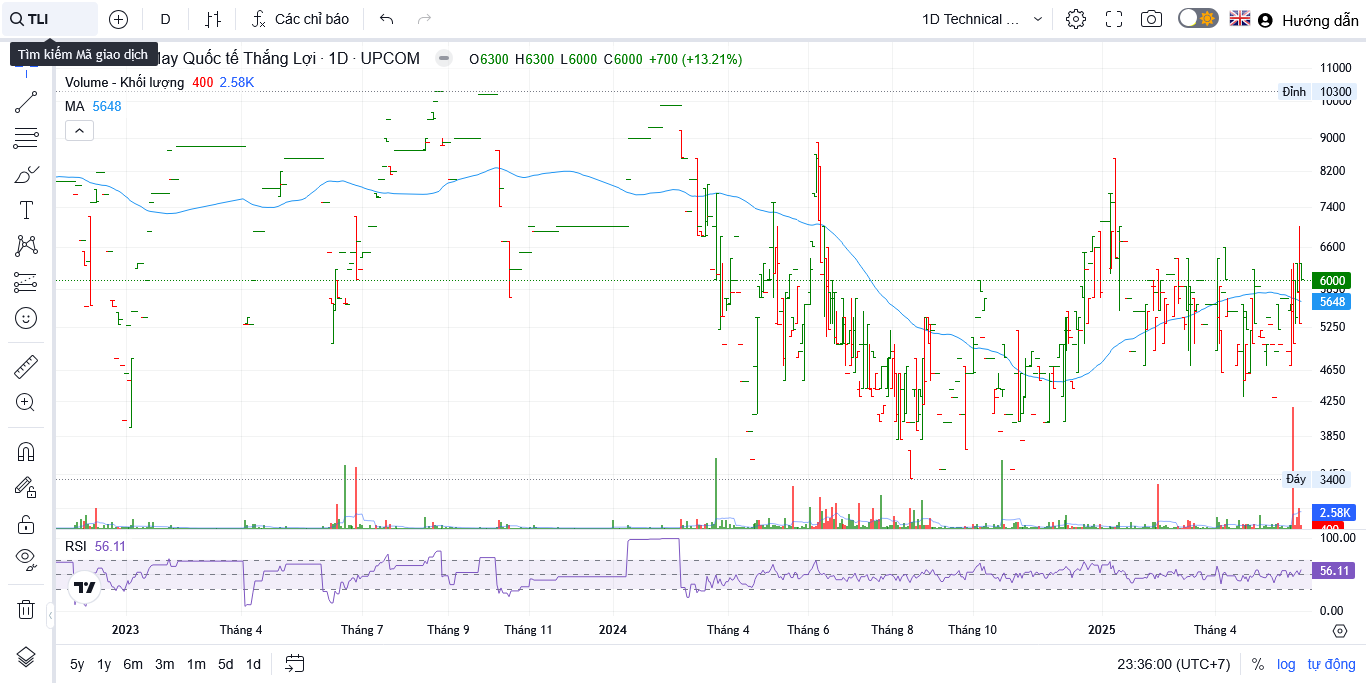 TLI
D
Các chỉ báo
1D Technical ...
Hướng dẫn
Tìm kiếm Mã giao dịch
May Quốc tế Thắng Lợi · 1D · UPCOM
O6300 H6300 L6000 C6000 +700 (+13.21%)
Volume - Khối lượng 400 2.58K
MA 5648
11000
Đỉnh 10300
10000
9000
8200
7400
6600
6000
5648
5250
4650
4250
3850
Đáy 3400
2.58K
400
RSI 56.11
100.00
56.11
0.00
2023 Tháng 4 Tháng 7 Tháng 9 Tháng 11 2024 Tháng 4 Tháng 6 Tháng 8 Tháng 10 2025 Tháng 4
5y 1y 6m 3m 1m 5d 1d
23:36:00 (UTC+7) % log tự động